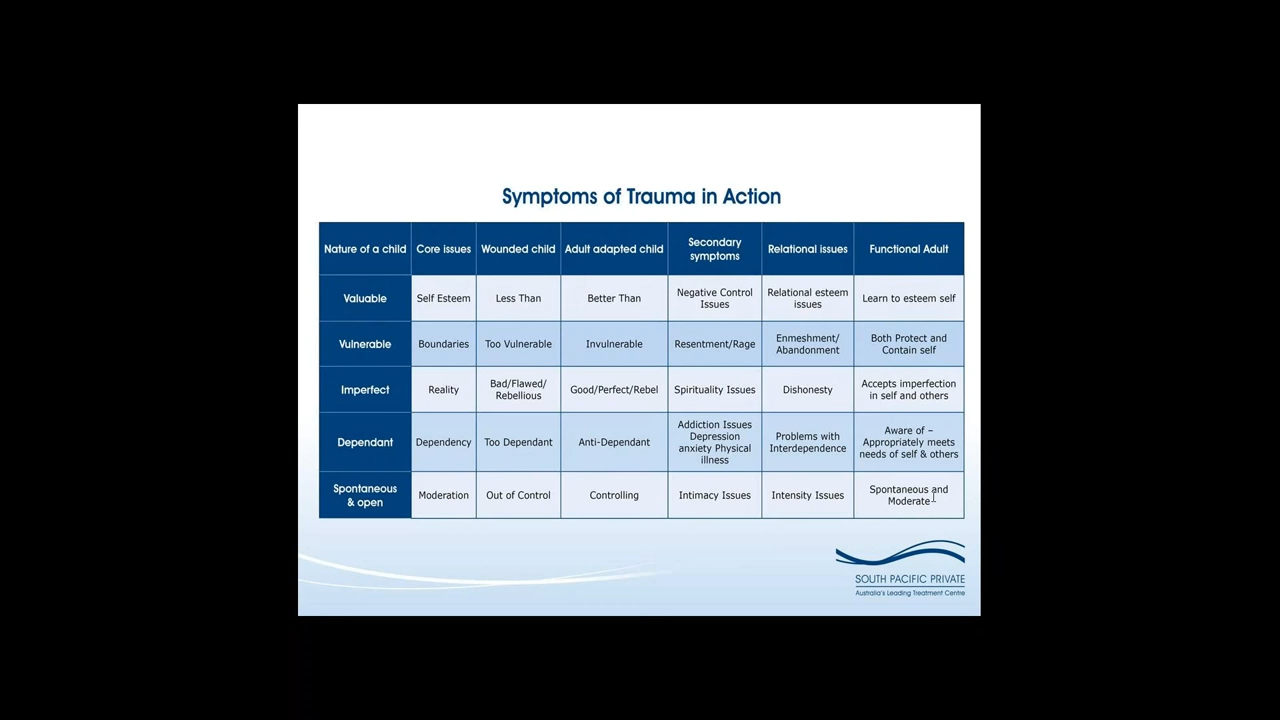 Symptoms of Trauma in Action
Nature of a child Core issues Wounded child Adult adapted child Secondary symptoms Relational issues Functional Adult
Valuable Self Esteem Less Than Better Than Negative Control Issues Relational esteem issues Learn to esteem self
Vulnerable Boundaries Too Vulnerable Invulnerable Resentment/Rage Enmeshment/ Abandonment Both Protect and Contain self
Imperfect Reality Bad/Flawed/ Rebellious Good/Perfect/Rebel Spirituality Issues Dishonesty Accepts imperfection in self and others
Dependant Dependency Too Dependant Anti-Dependant Addiction Issues Depression anxiety Physical illness Problems with Interdependence Aware of – Appropriately meets needs of self & others
Spontaneous & open Moderation Out of Control Controlling Intimacy Issues Intensity Issues Spontaneous and Moderate
SOUTH PACIFIC PRIVATE
Australia's Leading Treatment Centre